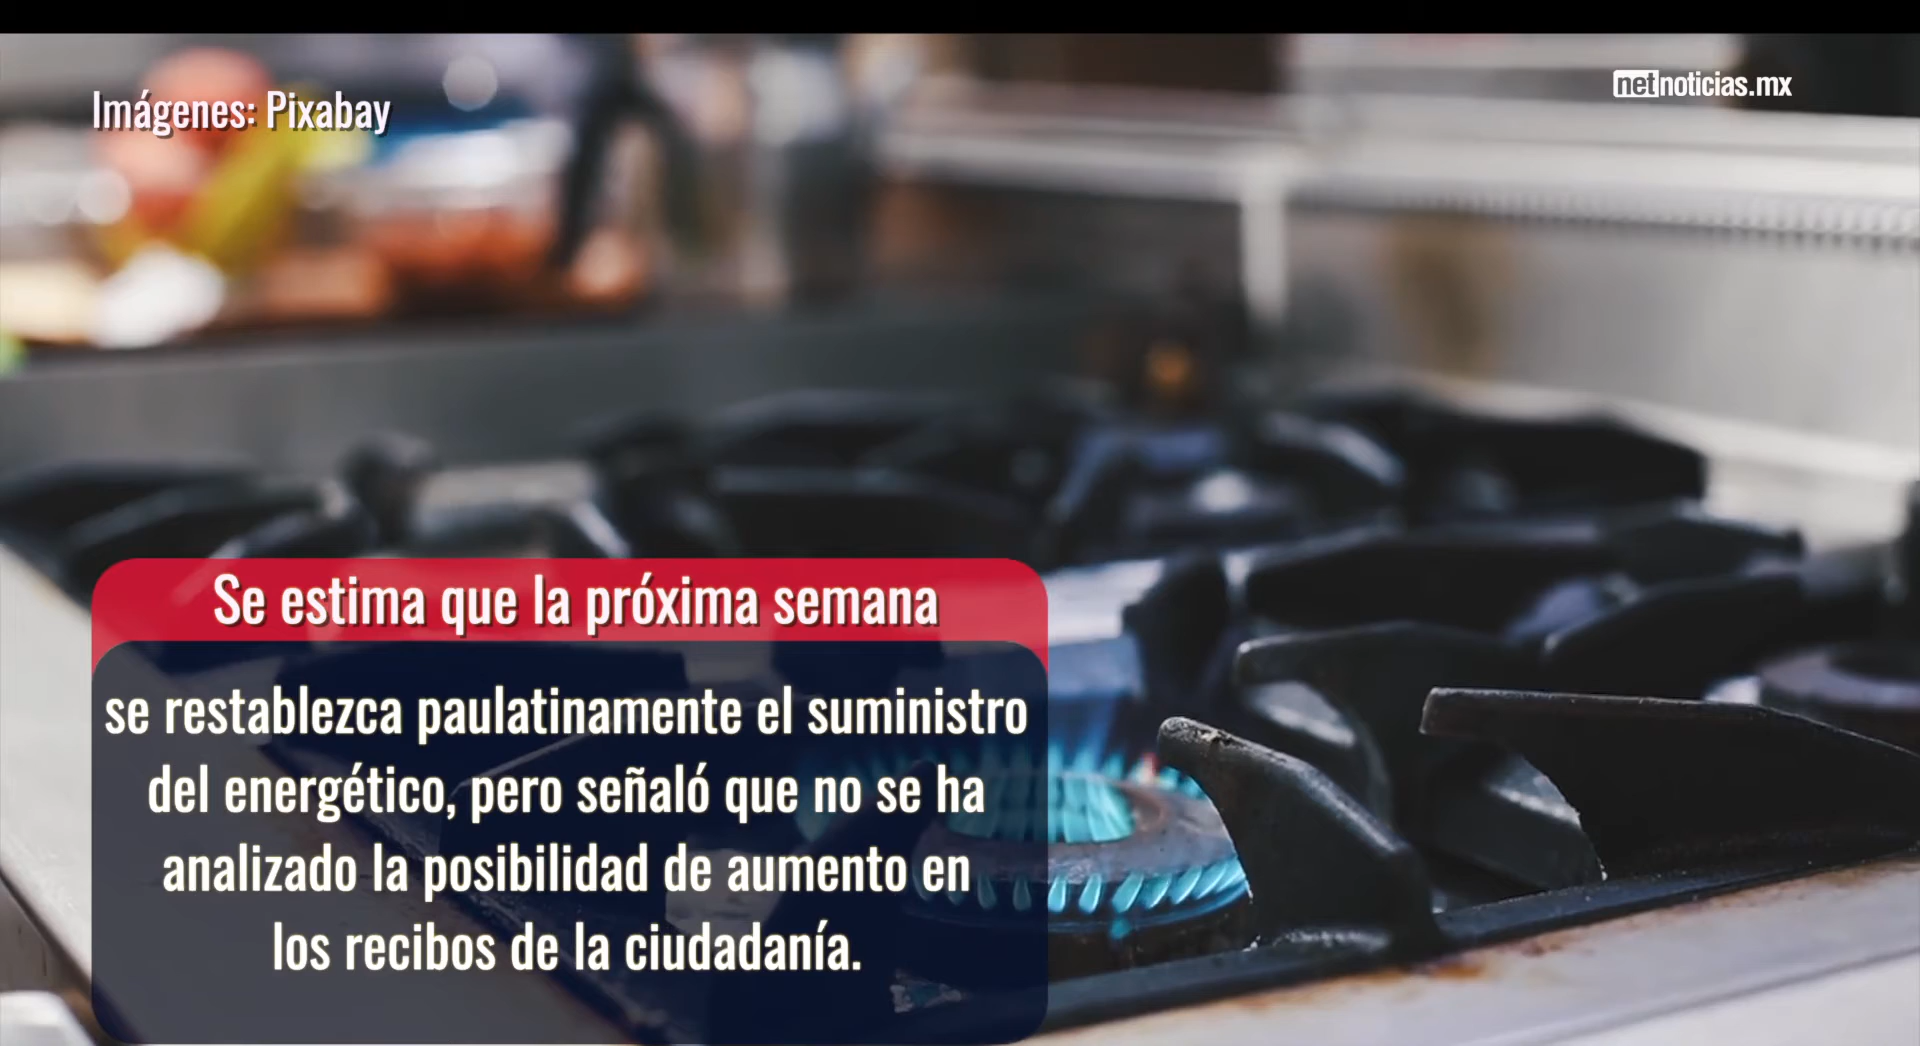 Imágenes: Pixabay
netnoticias.mx
Se estima que la próxima semana
se restablezca paulatinamente el suministro
del energético, pero señaló que no se ha
analizado la posibilidad de aumento en
los recibos de la ciudadanía.